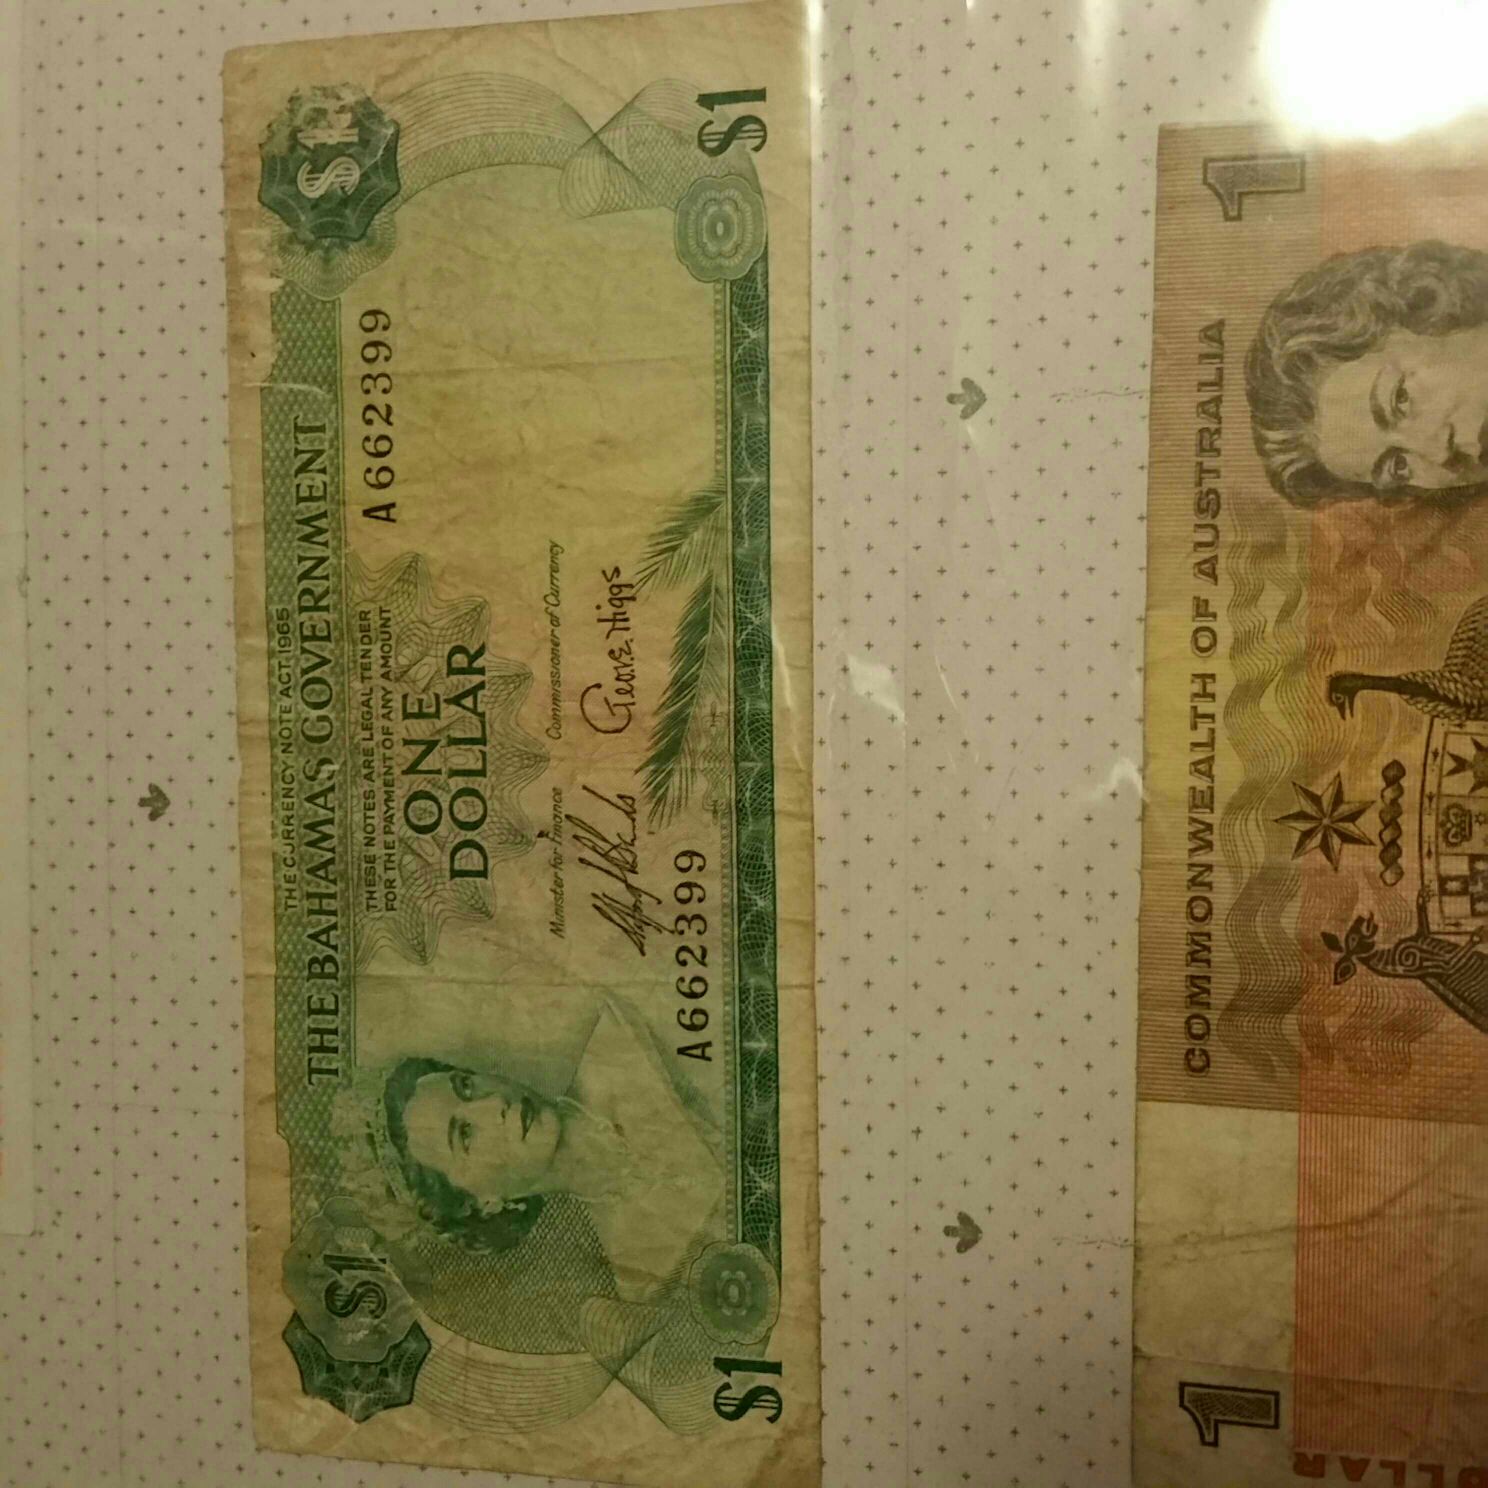 THE CURRENCY NOTE ACT 1965
THE BAHAMAS GOVERNMENT
THESE NOTES ARE LEGAL TENDER
FOR THE PAYMENT OF ANY AMOUNT
ONE
DOLLAR
$1
$1
A662399
Minister for Finance
Commissioner of Currency
Geo. E. Higgs
A662399
$1
$1
COMMONWEALTH OF AUSTRALIA
1
1